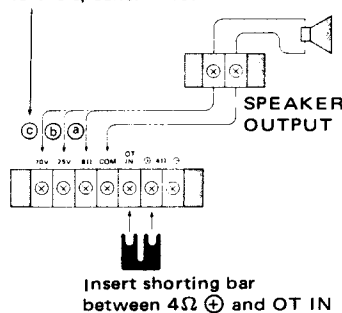 SPEAKER
OUTPUT
c b a
70V 25V 8Ω COM OT IN ⊕ 4Ω ⊖
Insert shorting bar
between 4Ω ⊕ and OT IN